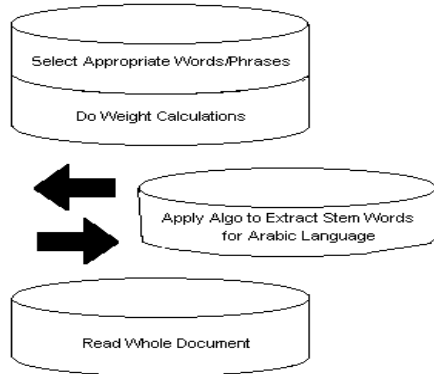 Select Appropriate Words/Phrases
Do Weight Calculations
Apply Algo to Extract Stem Words
for Arabic Language
Read Whole Document